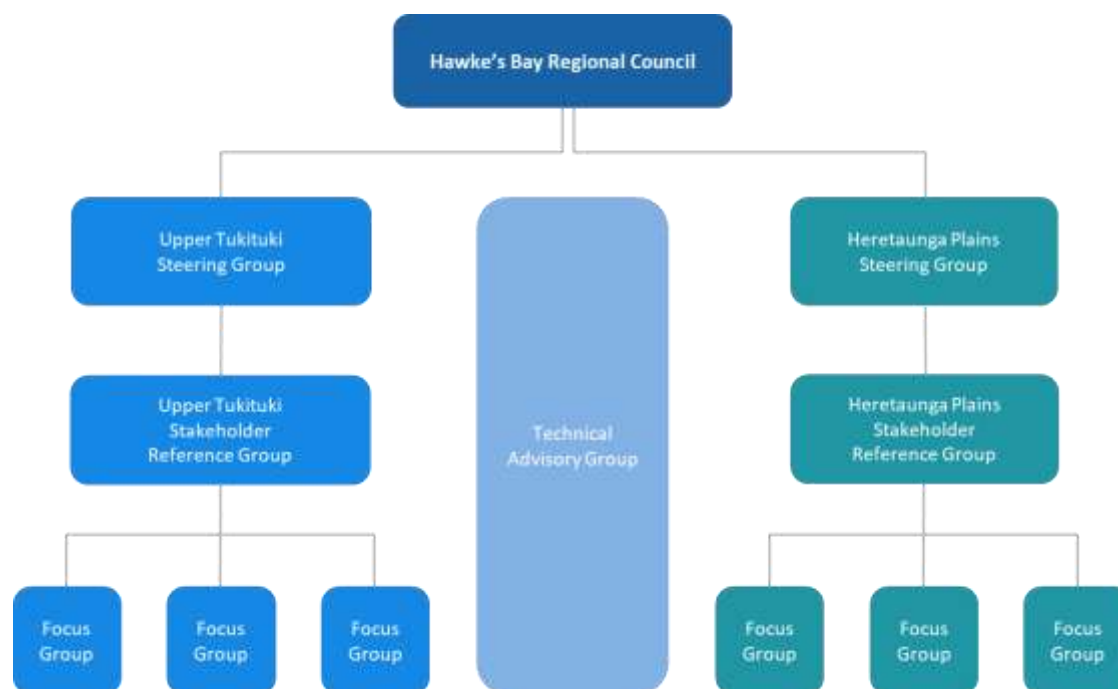 Hawke's Bay Regional Council
Upper Tukituki
Steering Group
Heretaunga Plains
Steering Group
Upper Tukituki
Stakeholder
Reference Group
Technical
Advisory Group
Heretaunga Plains
Stakeholder
Reference Group
Focus
Group
Focus
Group
Focus
Group
Focus
Group
Focus
Group
Focus
Group